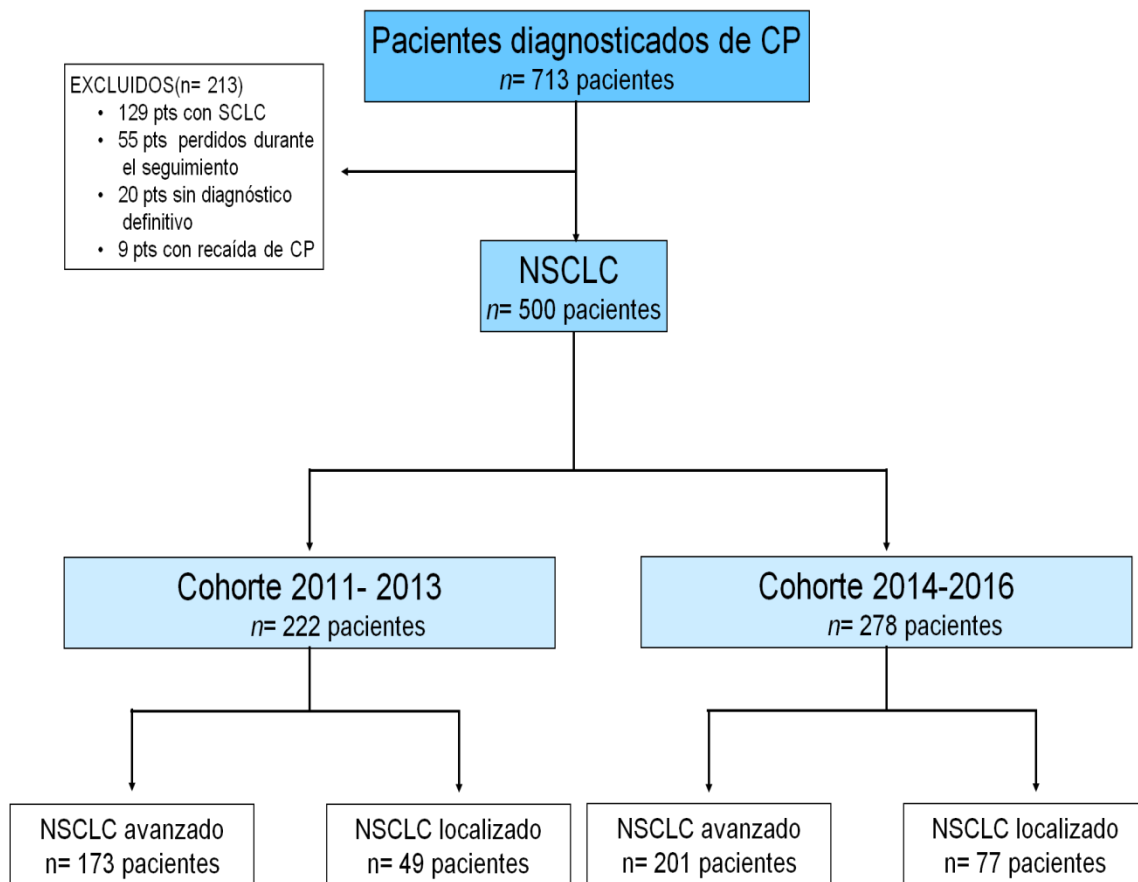 Pacientes diagnosticados de CP
n= 713 pacientes
EXCLUIDOS(n= 213)
• 129 pts con SCLC
• 55 pts perdidos durante
el seguimiento
• 20 pts sin diagnóstico
definitivo
• 9 pts con recaída de CP
NSCLC
n= 500 pacientes
Cohorte 2011- 2013
n= 222 pacientes
Cohorte 2014-2016
n= 278 pacientes
NSCLC avanzado
n= 173 pacientes
NSCLC localizado
n= 49 pacientes
NSCLC avanzado
n= 201 pacientes
NSCLC localizado
n= 77 pacientes